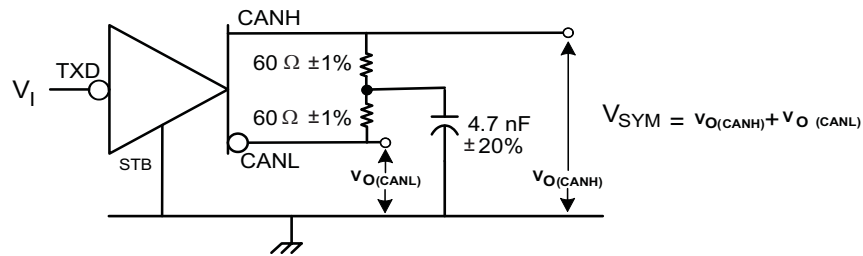 CANH
60 Ω ±1%
TXD
V_I
60 Ω ±1%
4.7 nF
±20%
V_SYM = v_O(CANH) + v_O (CANL)
STB
CANL
v_O(CANL)
v_O(CANH)